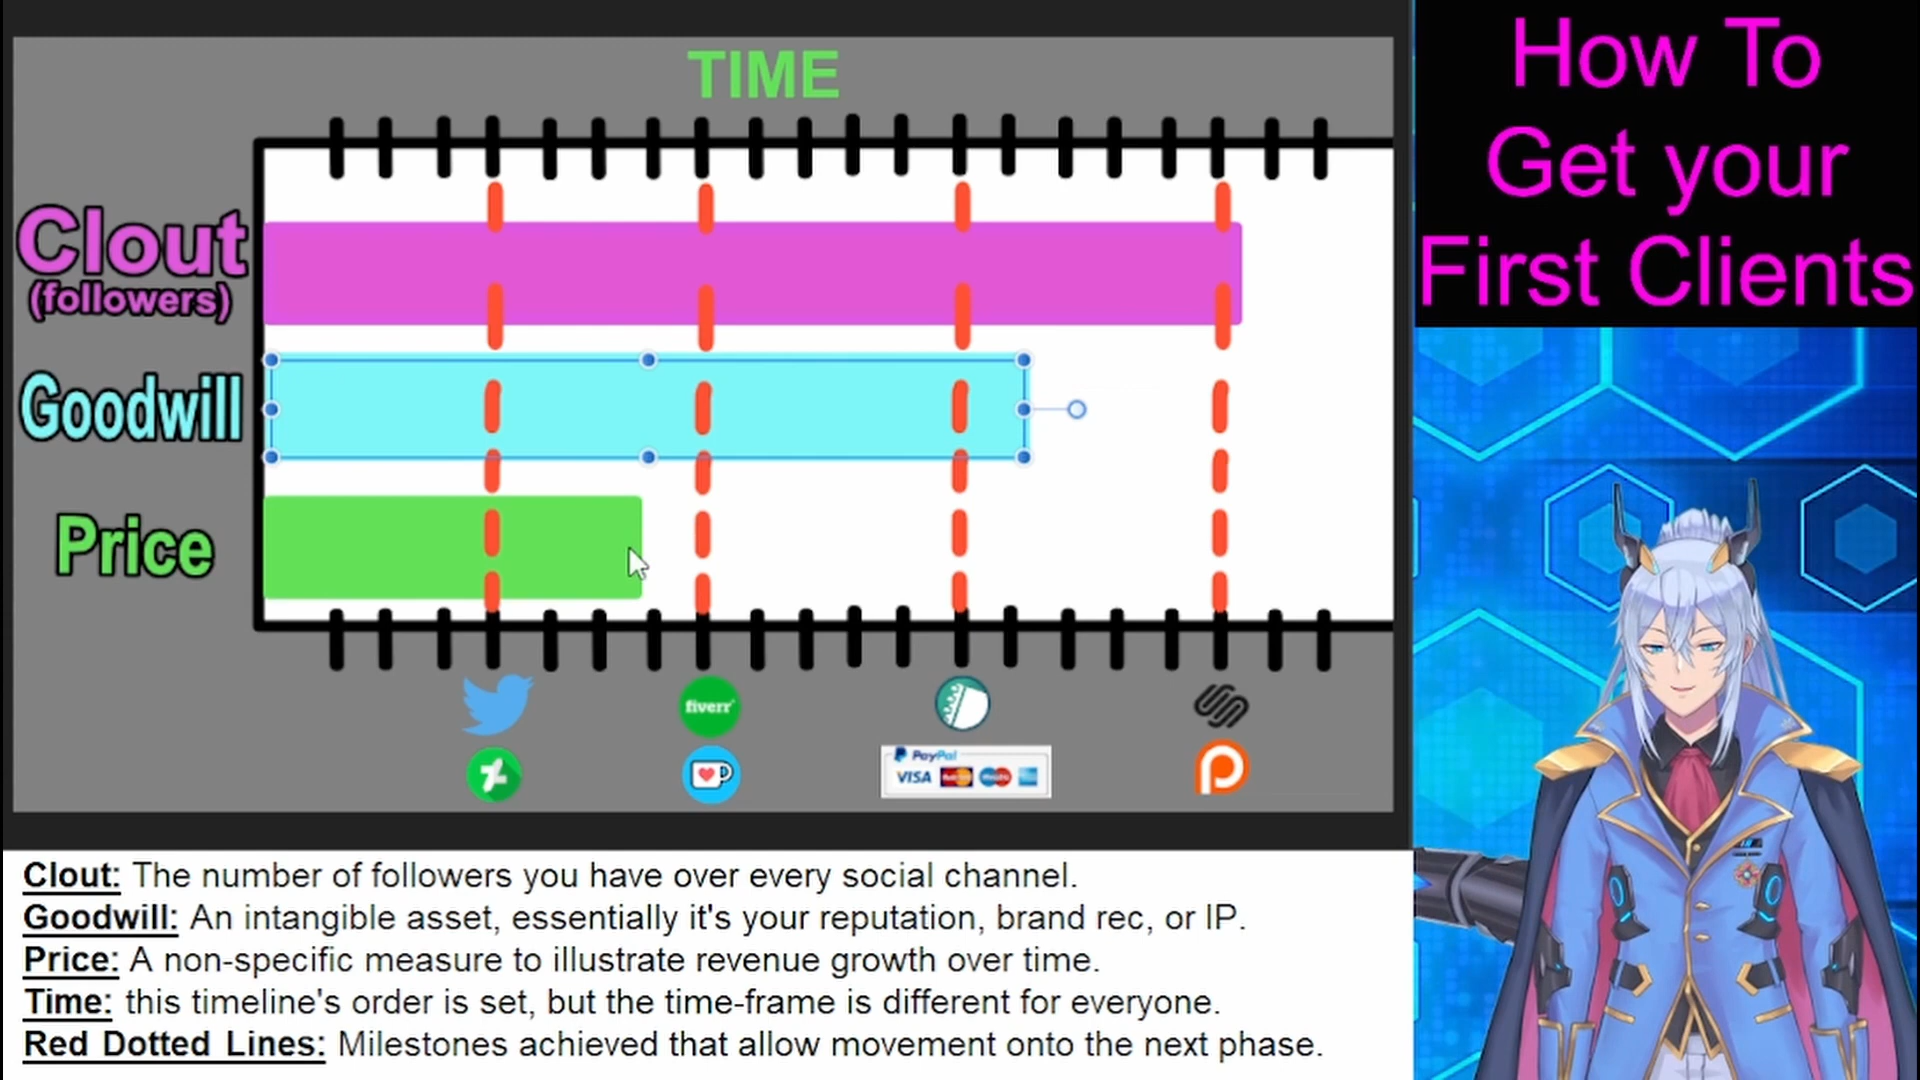 TIME
Clout
(followers)
Goodwill
Price
fiverr
PayPal
VISA
How To
Get your
First Clients
Clout: The number of followers you have over every social channel.
Goodwill: An intangible asset, essentially it's your reputation, brand rec, or IP.
Price: A non-specific measure to illustrate revenue growth over time.
Time: this timeline's order is set, but the time-frame is different for everyone.
Red Dotted Lines: Milestones achieved that allow movement onto the next phase.